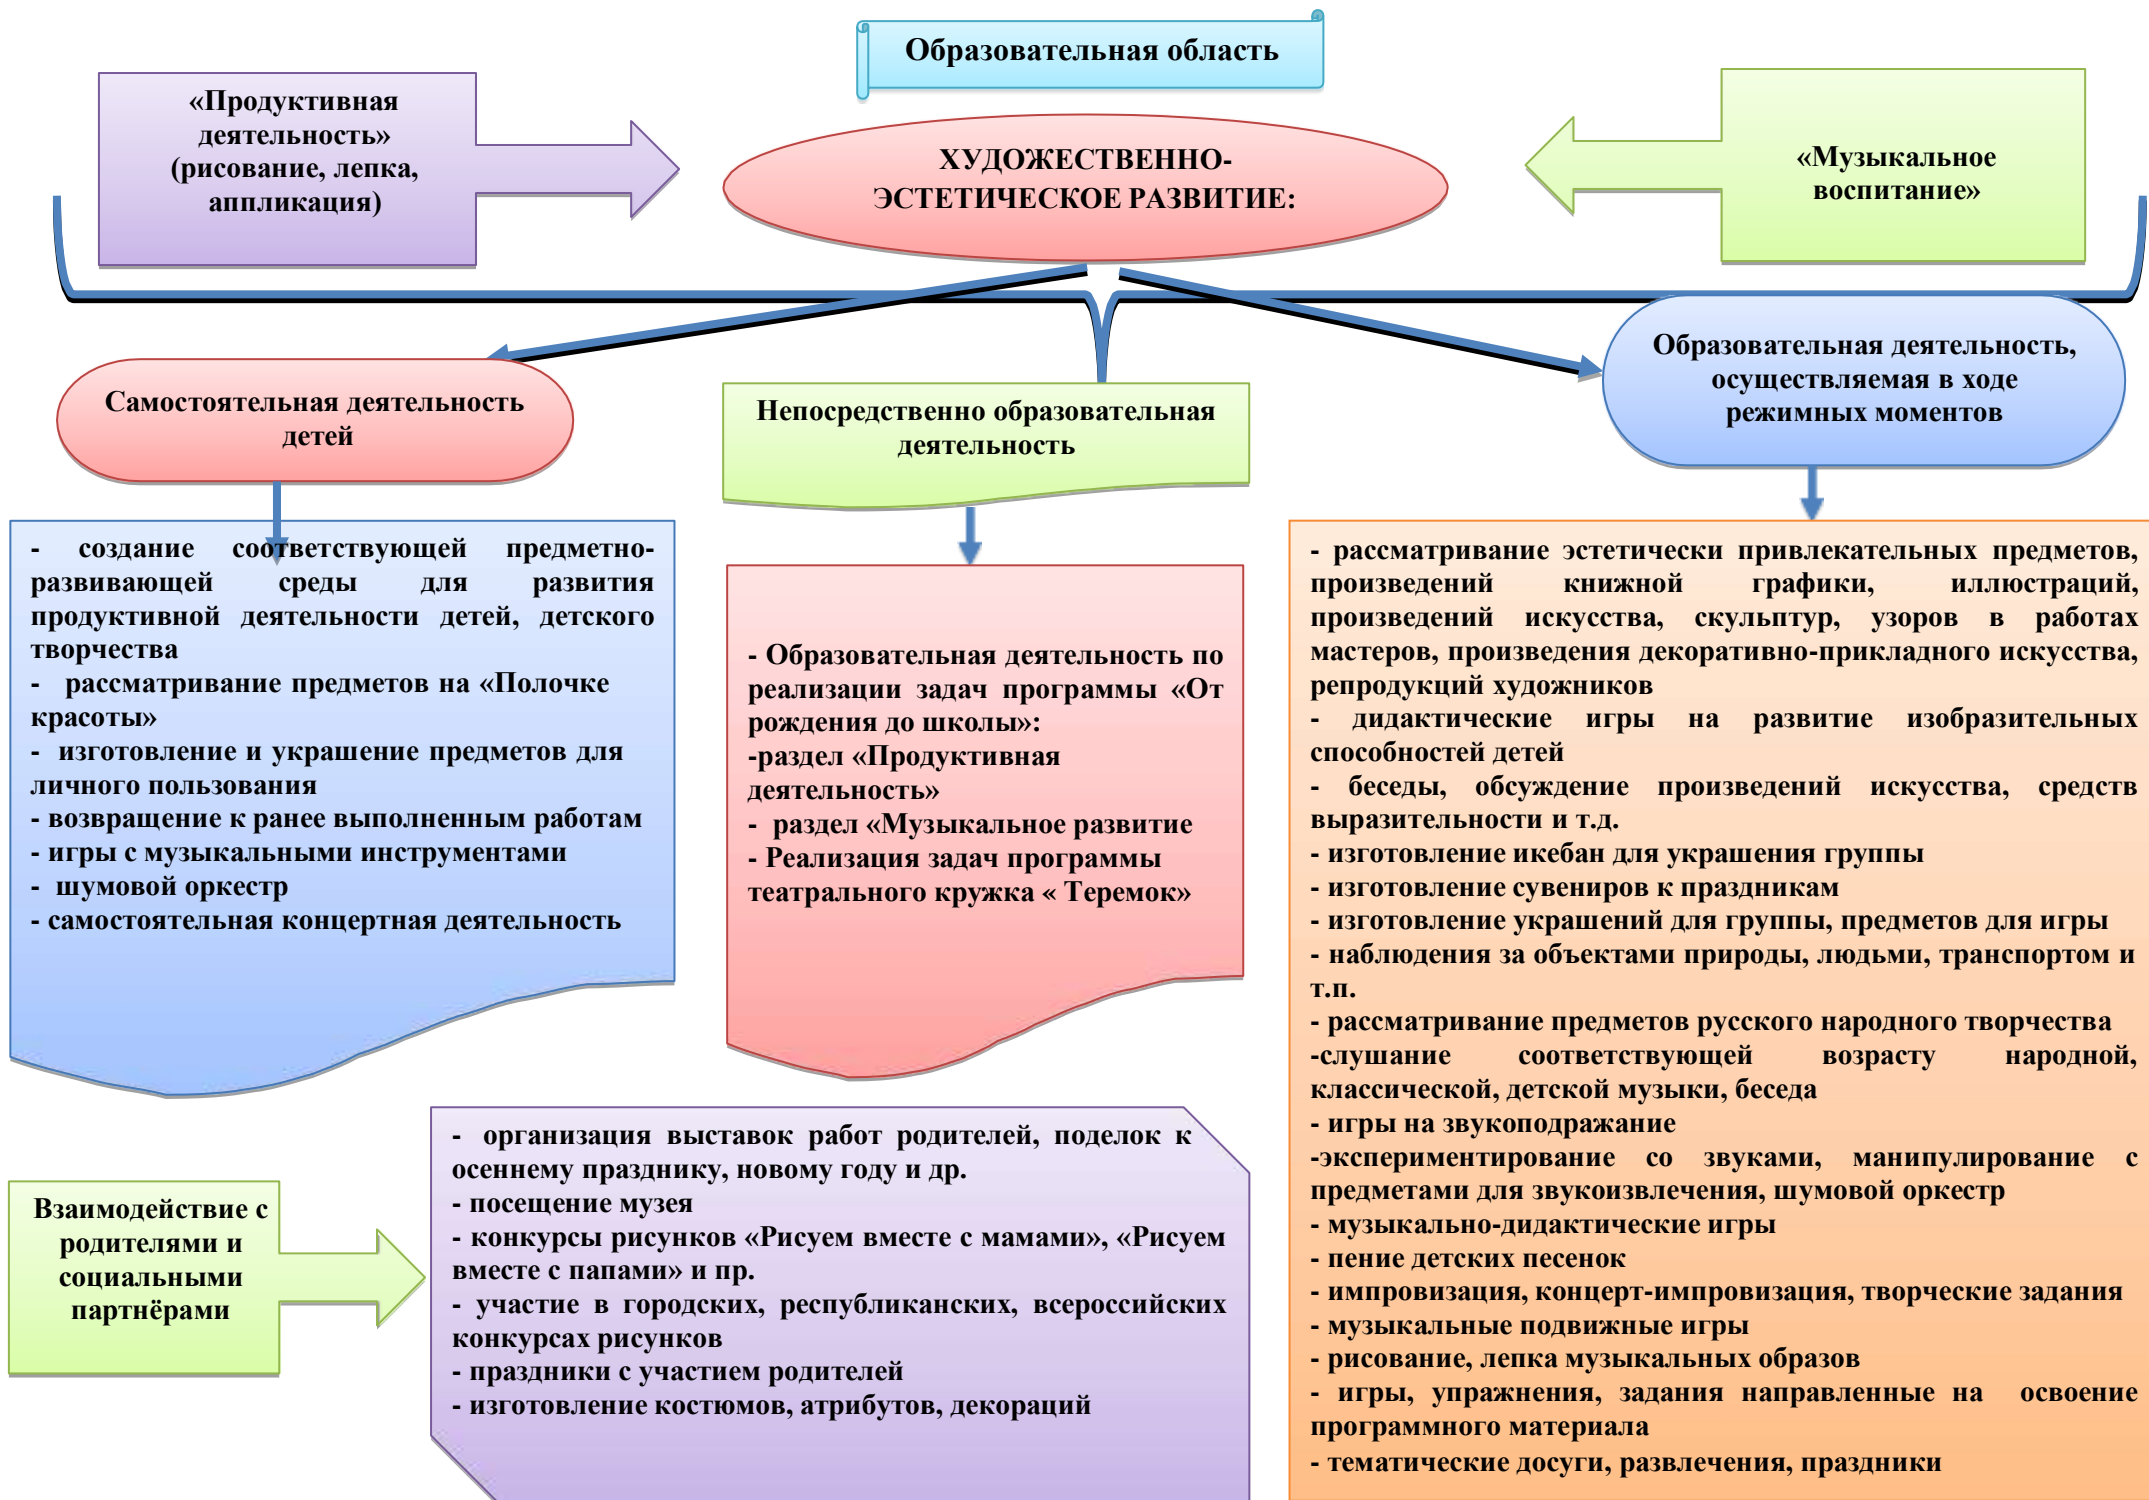 Образовательная область
«Продуктивная
деятельность»
(рисование, лепка,
аппликация)
ХУДОЖЕСТВЕННО-
ЭСТЕТИЧЕСКОЕ РАЗВИТИЕ:
«Музыкальное
воспитание»
Самостоятельная деятельность
детей
Непосредственно образовательная
деятельность
Образовательная деятельность,
осуществляемая в ходе
режимных моментов
- создание соответствующей предметно-
развивающей среды для развития
продуктивной деятельности детей, детского
творчества
- рассматривание предметов на «Полочке
красоты»
- изготовление и украшение предметов для
личного пользования
- возвращение к ранее выполненным работам
- игры с музыкальными инструментами
- шумовой оркестр
- самостоятельная концертная деятельность
- Образовательная деятельность по
реализации задач программы «От
рождения до школы»:
-раздел «Продуктивная
деятельность»
- раздел «Музыкальное развитие
- Реализация задач программы
театрального кружка « Теремок»
- рассматривание эстетически привлекательных предметов,
произведений книжной графики, иллюстраций,
произведений искусства, скульптур, узоров в работах
мастеров, произведения декоративно-прикладного искусства,
репродукций художников
- дидактические игры на развитие изобразительных
способностей детей
- беседы, обсуждение произведений искусства, средств
выразительности и т.д.
- изготовление икебан для украшения группы
- изготовление сувениров к праздникам
- изготовление украшений для группы, предметов для игры
- наблюдения за объектами природы, людьми, транспортом и
т.п.
- рассматривание предметов русского народного творчества
-слушание соответствующей возрасту народной,
классической, детской музыки, беседа
- игры на звукоподражание
-экспериментирование со звуками, манипулирование с
предметами для звукоизвлечения, шумовой оркестр
- музыкально-дидактические игры
- пение детских песенок
- импровизация, концерт-импровизация, творческие задания
- музыкальные подвижные игры
- рисование, лепка музыкальных образов
- игры, упражнения, задания направленные на освоение
программного материала
- тематические досуги, развлечения, праздники
Взаимодействие с
родителями и
социальными
партнёрами
- организация выставок работ родителей, поделок к
осеннему празднику, новому году и др.
- посещение музея
- конкурсы рисунков «Рисуем вместе с мамами», «Рисуем
вместе с папами» и пр.
- участие в городских, республиканских, всероссийских
конкурсах рисунков
- праздники с участием родителей
- изготовление костюмов, атрибутов, декораций